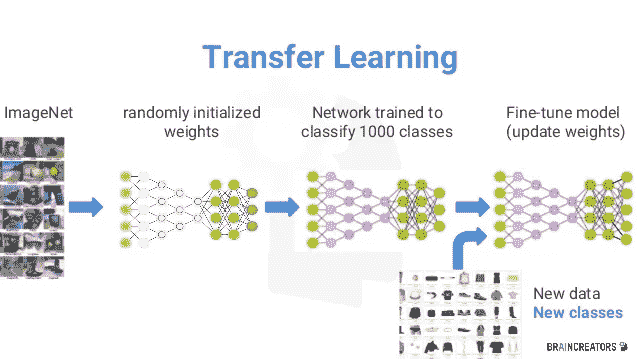 Transfer Learning
ImageNet
randomly initialized
weights
Network trained to
classify 1000 classes
Fine-tune model
(update weights)
New data
New classes
BRAINCREATORS